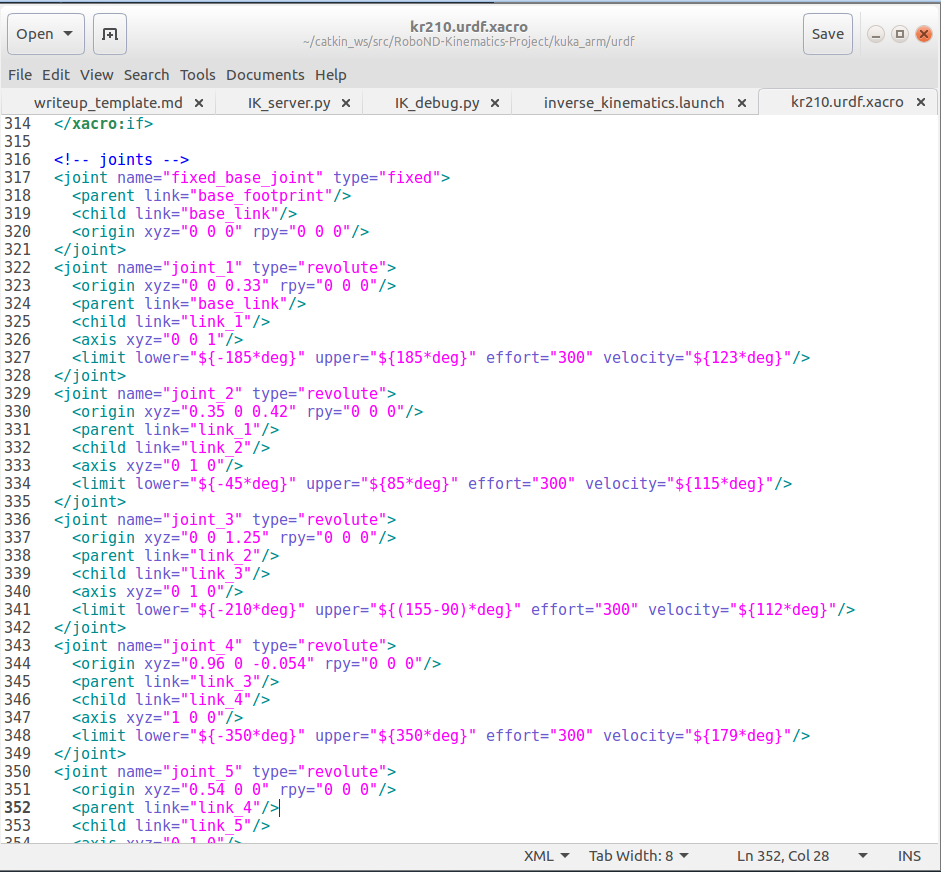 Open
kr210.urdf.xacro
~/catkin_ws/src/RoboND-Kinematics-Project/kuka_arm/urdf
Save
File Edit View Search Tools Documents Help
writeup_template.md × IK_server.py × IK_debug.py × inverse_kinematics.launch × kr210.urdf.xacro ×
314 </xacro:if>
315
316 <!-- joints -->
317 <joint name="fixed_base_joint" type="fixed">
318 <parent link="base_footprint"/>
319 <child link="base_link"/>
320 <origin xyz="0 0 0" rpy="0 0 0"/>
321 </joint>
322 <joint name="joint_1" type="revolute">
323 <origin xyz="0 0 0.33" rpy="0 0 0"/>
324 <parent link="base_link"/>
325 <child link="link_1"/>
326 <axis xyz="0 0 1"/>
327 <limit lower="${-185*deg}" upper="${185*deg}" effort="300" velocity="${123*deg}"/>
328 </joint>
329 <joint name="joint_2" type="revolute">
330 <origin xyz="0.35 0 0.42" rpy="0 0 0"/>
331 <parent link="link_1"/>
332 <child link="link_2"/>
333 <axis xyz="0 1 0"/>
334 <limit lower="${-45*deg}" upper="${85*deg}" effort="300" velocity="${115*deg}"/>
335 </joint>
336 <joint name="joint_3" type="revolute">
337 <origin xyz="0 0 1.25" rpy="0 0 0"/>
338 <parent link="link_2"/>
339 <child link="link_3"/>
340 <axis xyz="0 1 0"/>
341 <limit lower="${-210*deg}" upper="${(155-90)*deg}" effort="300" velocity="${112*deg}"/>
342 </joint>
343 <joint name="joint_4" type="revolute">
344 <origin xyz="0.96 0 -0.054" rpy="0 0 0"/>
345 <parent link="link_3"/>
346 <child link="link_4"/>
347 <axis xyz="1 0 0"/>
348 <limit lower="${-350*deg}" upper="${350*deg}" effort="300" velocity="${179*deg}"/>
349 </joint>
350 <joint name="joint_5" type="revolute">
351 <origin xyz="0.54 0 0" rpy="0 0 0"/>
352 <parent link="link_4"/>
353 <child link="link_5"/>
354 <axis xyz="0 1 0"/>
XML Tab Width: 8 Ln 352, Col 28 INS